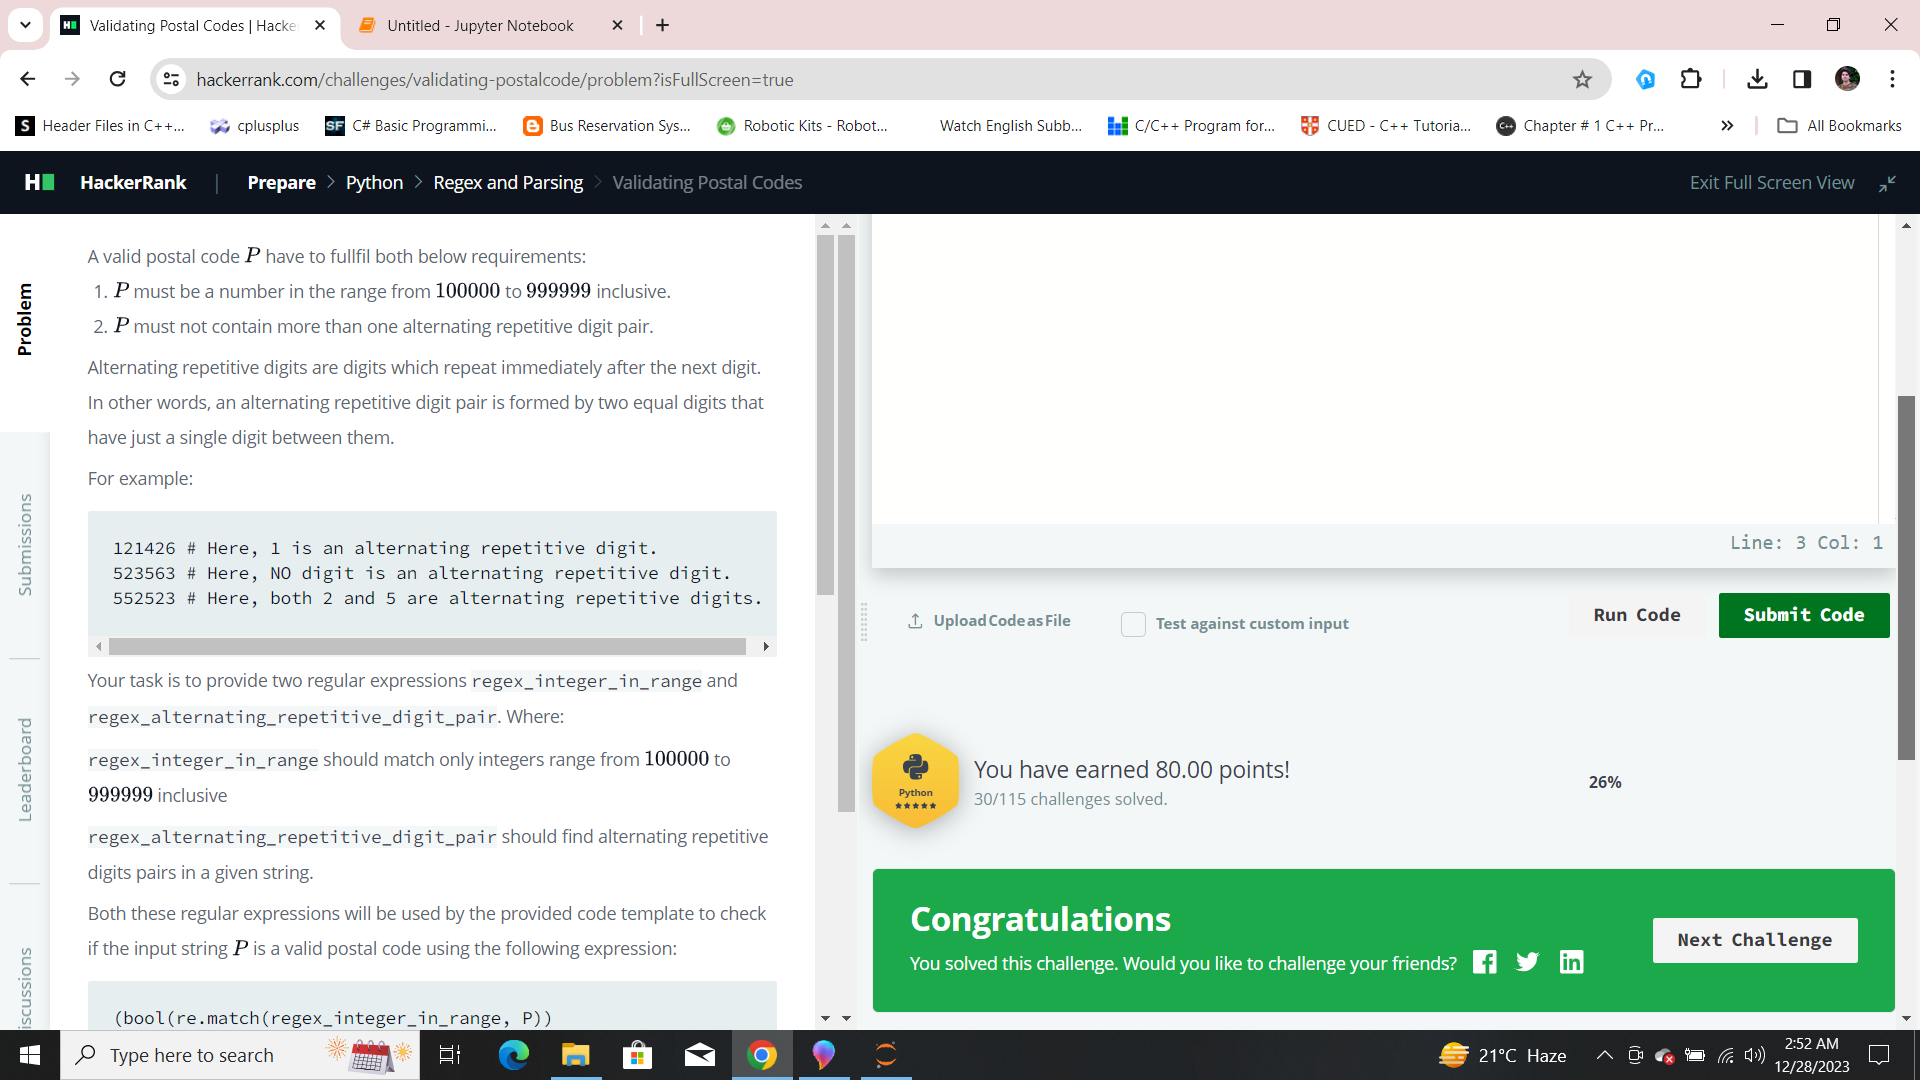 Validating Postal Codes | Hacke
Untitled - Jupyter Notebook
hackerrank.com/challenges/validating-postalcode/problem?isFullScreen=true
S Header Files in C++...
cplusplus
SF C# Basic Programmi...
Bus Reservation Sys...
Robotic Kits - Robot...
Watch English Subb...
C/C++ Program for...
CUED - C++ Tutoria...
C++ Chapter # 1 C++ Pr...
All Bookmarks
H HackerRank | Prepare > Python > Regex and Parsing > Validating Postal Codes
Exit Full Screen View
Problem
Submissions
Leaderboard
iscussions
A valid postal code P have to fullfil both below requirements:
1. P must be a number in the range from 100000 to 999999 inclusive.
2. P must not contain more than one alternating repetitive digit pair.
Alternating repetitive digits are digits which repeat immediately after the next digit.
In other words, an alternating repetitive digit pair is formed by two equal digits that
have just a single digit between them.
For example:
121426 # Here, 1 is an alternating repetitive digit.
523563 # Here, NO digit is an alternating repetitive digit.
552523 # Here, both 2 and 5 are alternating repetitive digits.
Your task is to provide two regular expressions regex_integer_in_range and
regex_alternating_repetitive_digit_pair. Where:
regex_integer_in_range should match only integers range from 100000 to
999999 inclusive
regex_alternating_repetitive_digit_pair should find alternating repetitive
digits pairs in a given string.
Both these regular expressions will be used by the provided code template to check
if the input string P is a valid postal code using the following expression:
(bool(re.match(regex_integer_in_range, P))
Line: 3 Col: 1
Upload Code as File
Test against custom input
Run Code
Submit Code
Python
You have earned 80.00 points!
30/115 challenges solved.
26%
Congratulations
You solved this challenge. Would you like to challenge your friends?
Next Challenge
Type here to search
21°C Haze
2:52 AM
12/28/2023